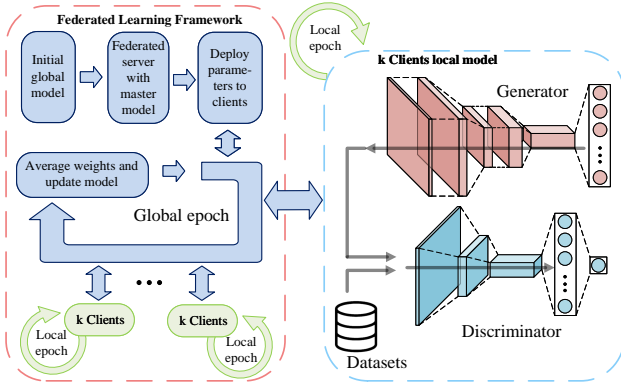 Federated Learning Framework
Initial
global
model
Federated
server
with
master
model
Deploy
parame-
ters to
clients
Average weights and
update model
Global epoch
k Clients
k Clients
Local
epoch
Local
epoch
Local
epoch
k Clients local model
Generator
Discriminator
Datasets